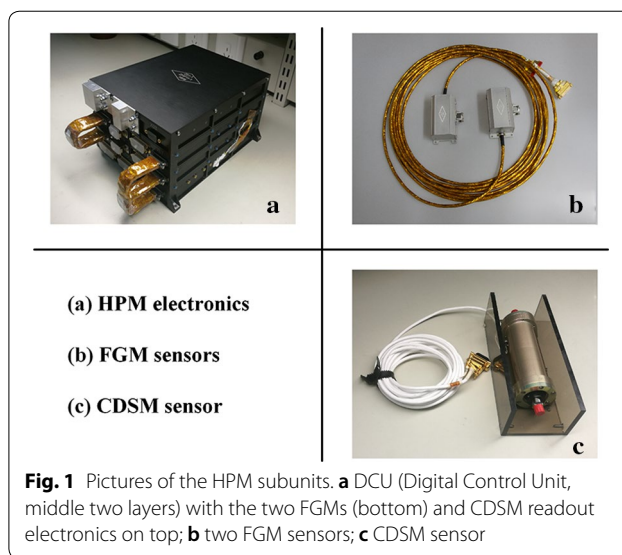 a
b
(a) HPM electronics
(b) FGM sensors
(c) CDSM sensor
c
Fig. 1 Pictures of the HPM subunits. a DCU (Digital Control Unit,
middle two layers) with the two FGMs (bottom) and CDSM readout
electronics on top; b two FGM sensors; c CDSM sensor